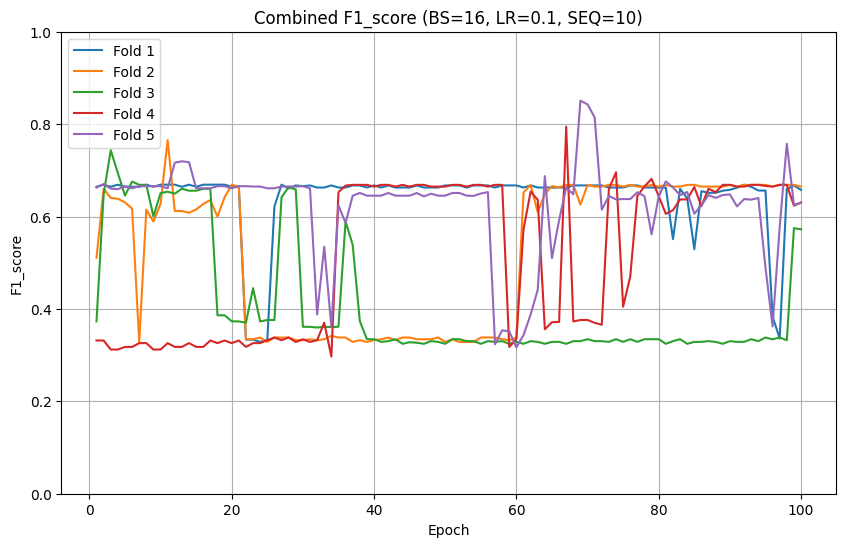 Combined F1_score (BS=16, LR=0.1, SEQ=10)
Fold 1
Fold 2
Fold 3
Fold 4
Fold 5
F1_score
1.0
0.8
0.6
0.4
0.2
0.0
0 20 40 60 80 100
Epoch